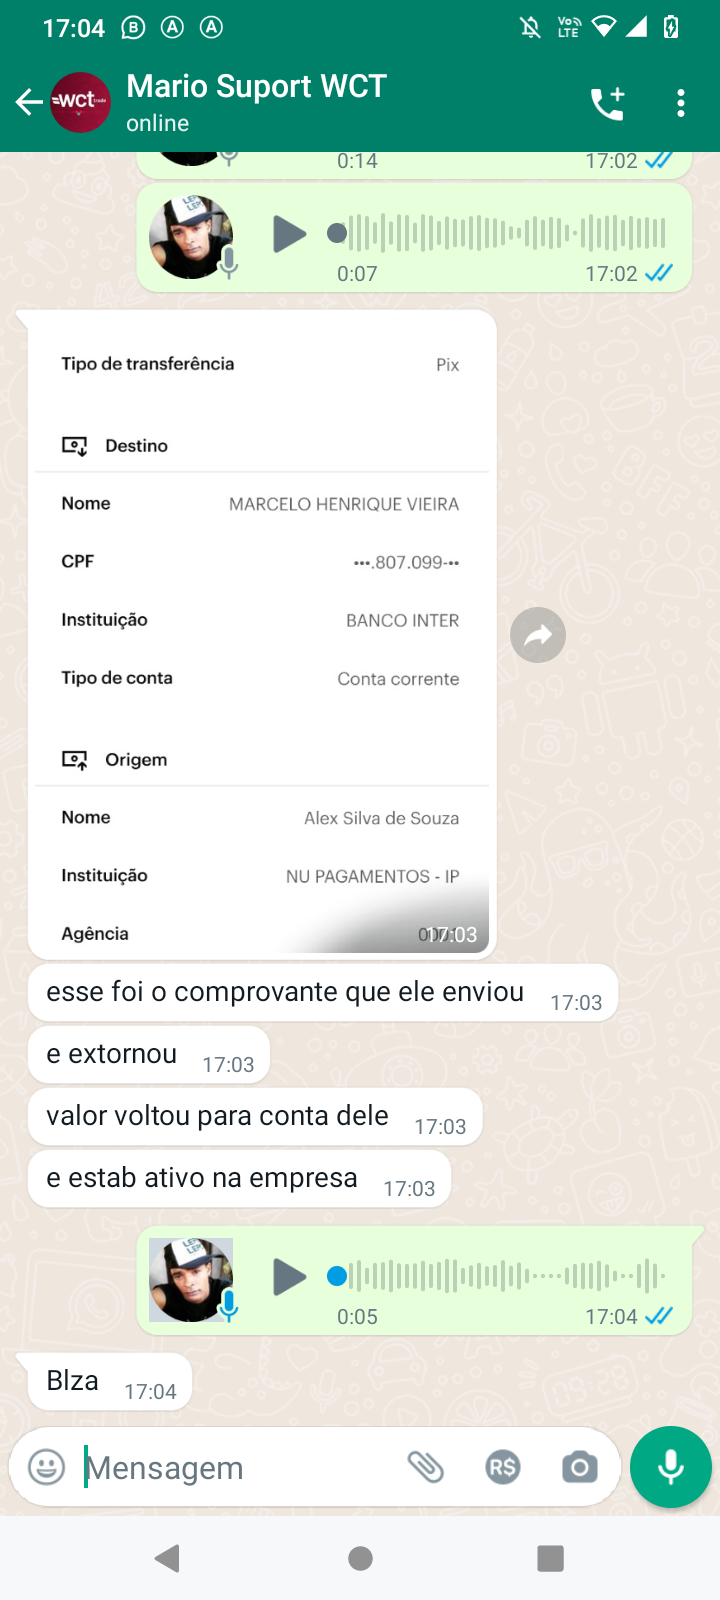 17:04
Mario Suport WCT
online
0:14 17:02
0:07 17:02
Tipo de transferência Pix
Destino
Nome MARCELO HENRIQUE VIEIRA
CPF •••.807.099-••
Instituição BANCO INTER
Tipo de conta Conta corrente
Origem
Nome Alex Silva de Souza
Instituição NU PAGAMENTOS - IP
Agência
17:03
esse foi o comprovante que ele enviou 17:03
e extornou 17:03
valor voltou para conta dele 17:03
e estab ativo na empresa 17:03
0:05 17:04
Blza 17:04
Mensagem R$